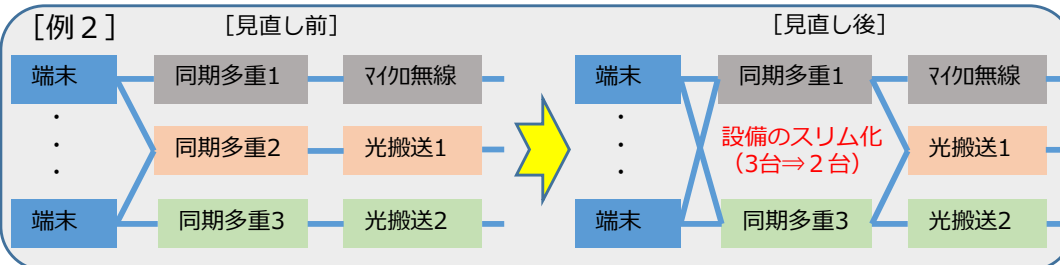 [例２]
[見直し前]
[見直し後]
端末
同期多重1
ﾏｲｸﾛ無線
・
・
・
同期多重2
光搬送1
端末
同期多重3
光搬送2
端末
同期多重1
ﾏｲｸﾛ無線
・
・
・
設備のスリム化
（3台⇒２台）
光搬送1
端末
同期多重3
光搬送2